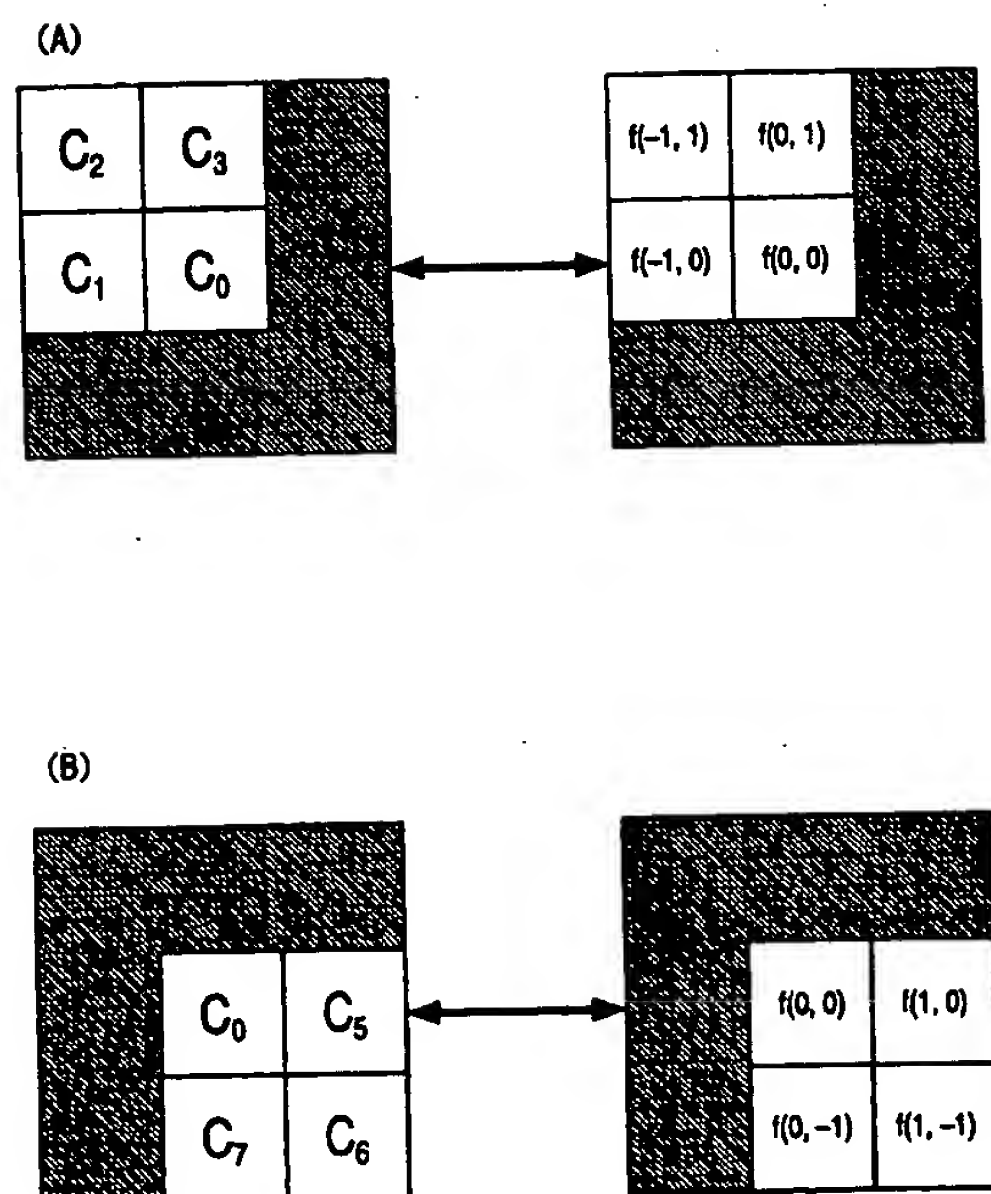 (A)
C₂ C₃ f(−1, 1) f(0, 1)
C₁ C₀ f(−1, 0) f(0, 0)
(B)
C₀ C₅ f(0, 0) f(1, 0)
C₇ C₆ f(0, −1) f(1, −1)